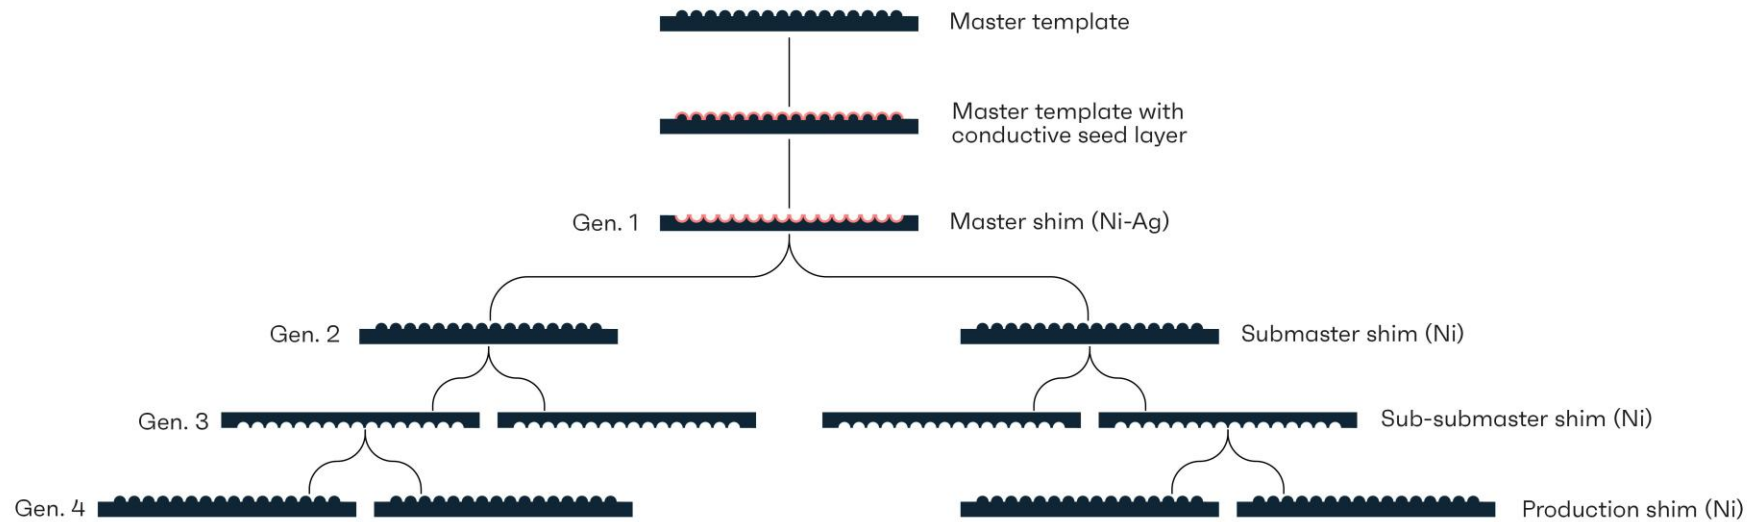 Master template
Master template with
conductive seed layer
Gen. 1
Master shim (Ni-Ag)
Gen. 2
Submaster shim (Ni)
Gen. 3
Sub-submaster shim (Ni)
Gen. 4
Production shim (Ni)